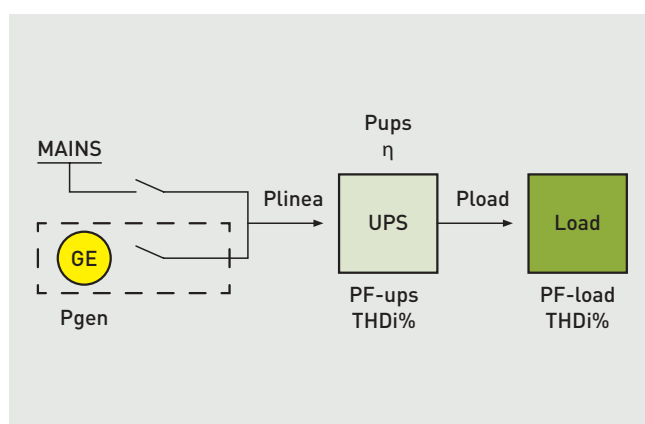 Pups
η
MAINS
Plinea
Pload
UPS
Load
GE
Pgen
PF-ups
THDi%
PF-load
THDi%